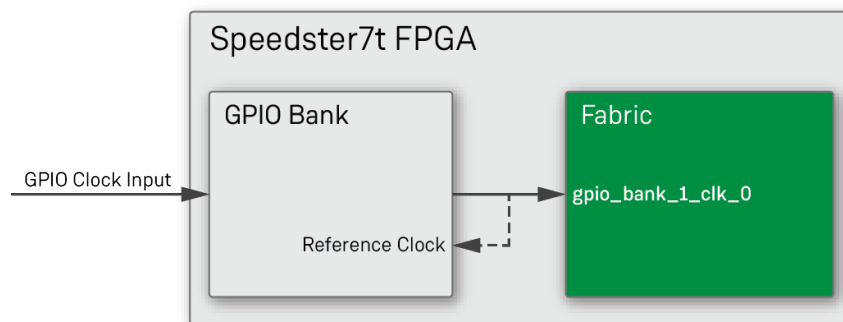 Speedster7t FPGA
GPIO Bank
Fabric
GPIO Clock Input
gpio_bank_1_clk_0
Reference Clock